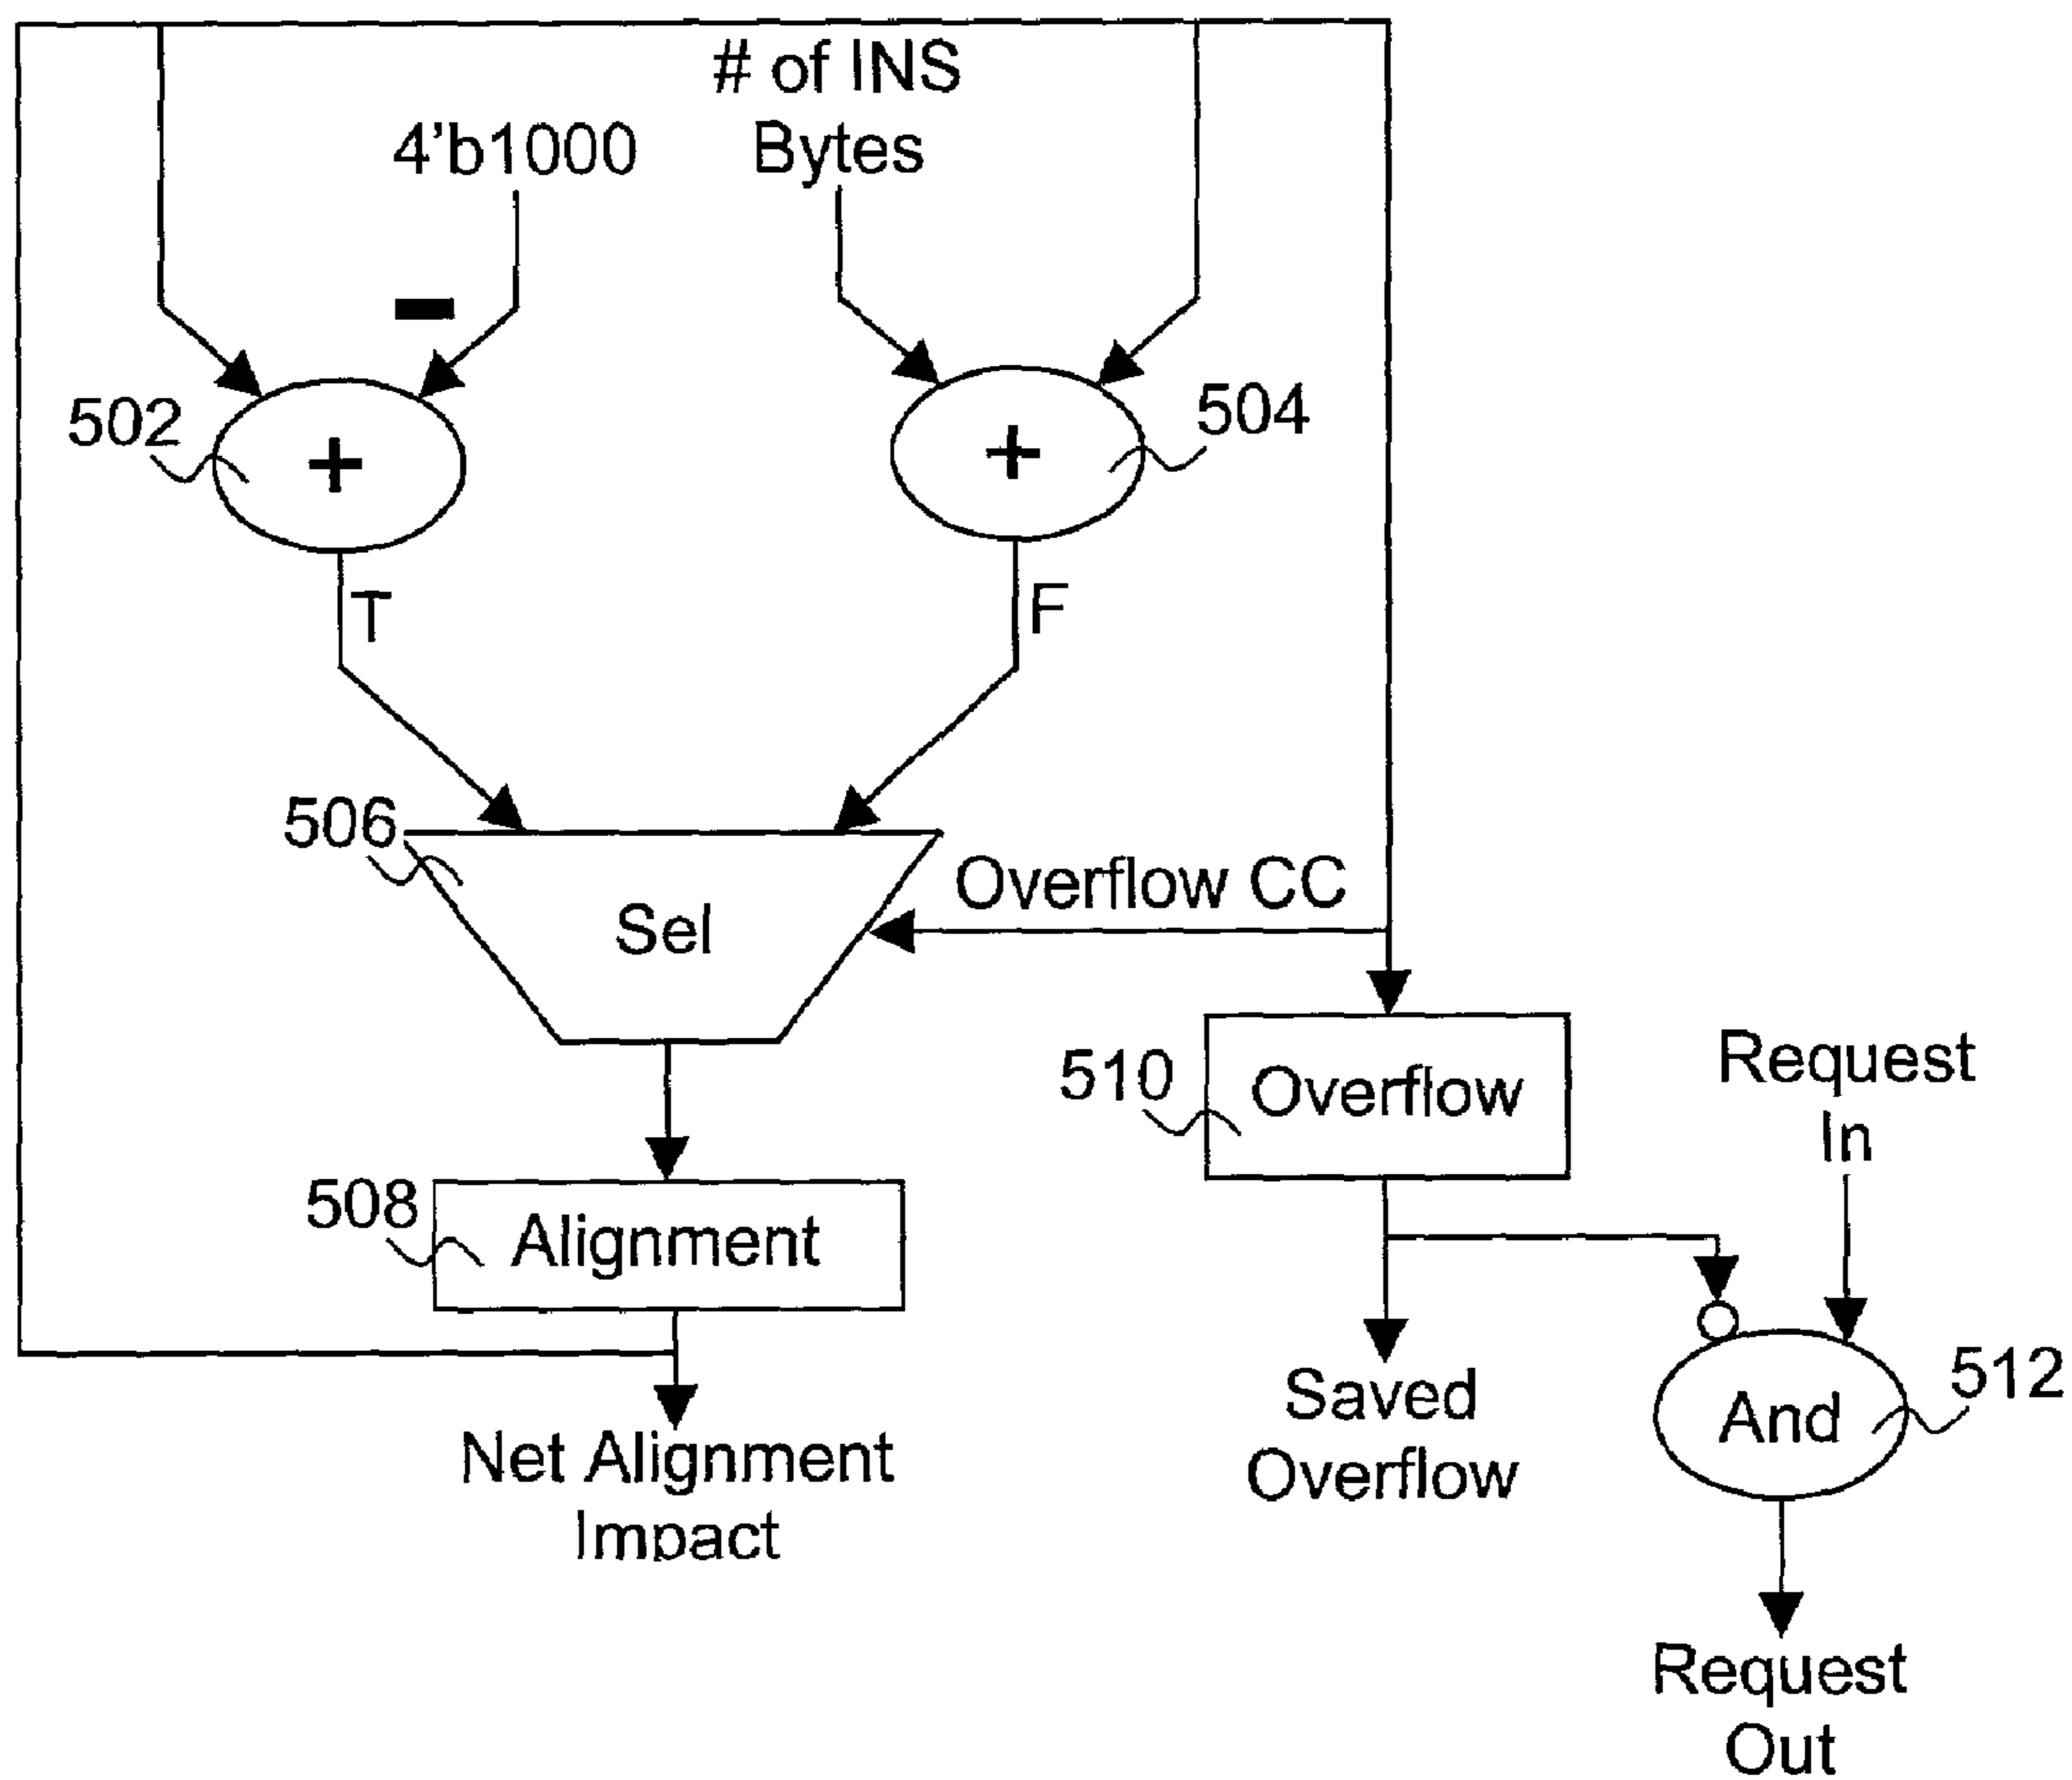 # of INS
Bytes
4'b1000
502
+
+
504
T
F
506
Sel
Overflow CC
510
Overflow
Request
In
508
Alignment
Net Alignment
Impact
Saved
Overflow
And
512
Request
Out